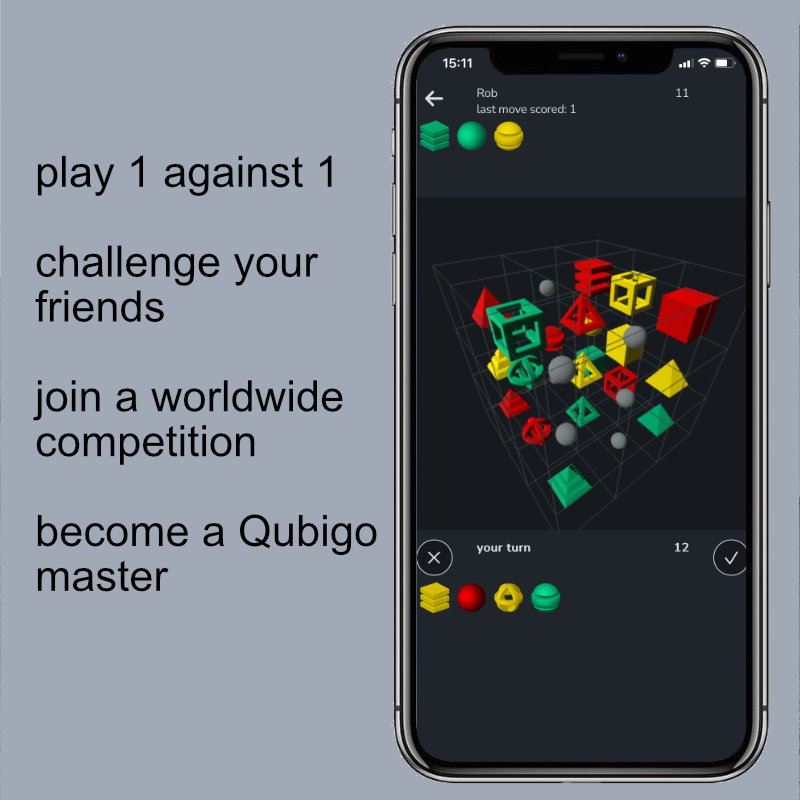 play 1 against 1
challenge your
friends
join a worldwide
competition
become a Qubigo
master
15:11
Rob 11
last move scored: 1
your turn 12